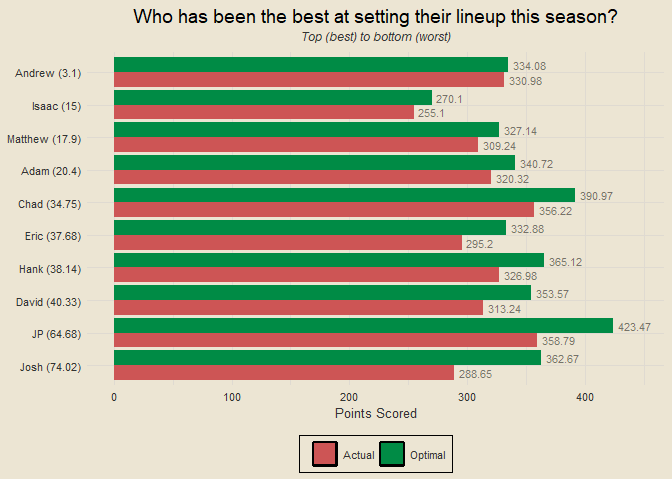 Who has been the best at setting their lineup this season?
Top (best) to bottom (worst)
Andrew (3.1)
334.08
330.98
Isaac (15)
270.1
255.1
Matthew (17.9)
327.14
309.24
Adam (20.4)
340.72
320.32
Chad (34.75)
390.97
356.22
Eric (37.68)
332.88
295.2
Hank (38.14)
365.12
326.98
David (40.33)
353.57
313.24
JP (64.68)
423.47
358.79
Josh (74.02)
362.67
288.65
0 100 200 300 400
Points Scored
Actual Optimal